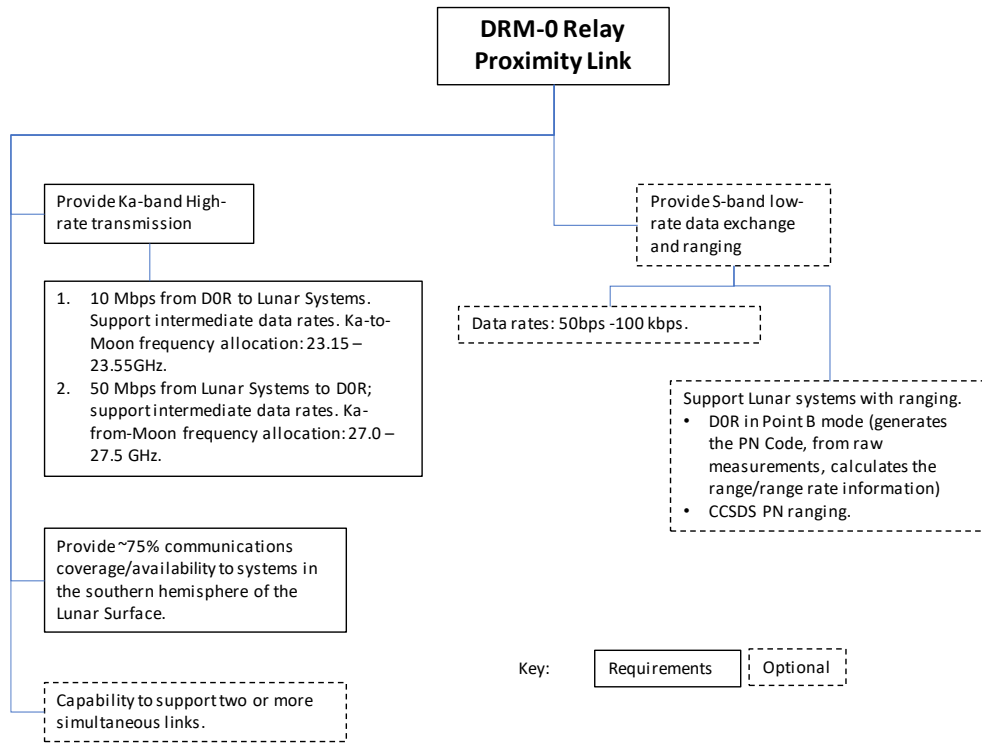 DRM-0 Relay
Proximity Link
Provide Ka-band High-
rate transmission
1. 10 Mbps from D0R to Lunar Systems.
Support intermediate data rates. Ka-to-
Moon frequency allocation: 23.15 –
23.55GHz.
2. 50 Mbps from Lunar Systems to D0R;
support intermediate data rates. Ka-
from-Moon frequency allocation: 27.0 –
27.5 GHz.
Provide ~75% communications
coverage/availability to systems in
the southern hemisphere of the
Lunar Surface.
Capability to support two or more
simultaneous links.
Provide S-band low-
rate data exchange
and ranging
Data rates: 50bps -100 kbps.
Support Lunar systems with ranging.
• D0R in Point B mode (generates
the PN Code, from raw
measurements, calculates the
range/range rate information)
• CCSDS PN ranging.
Key:
Requirements
Optional